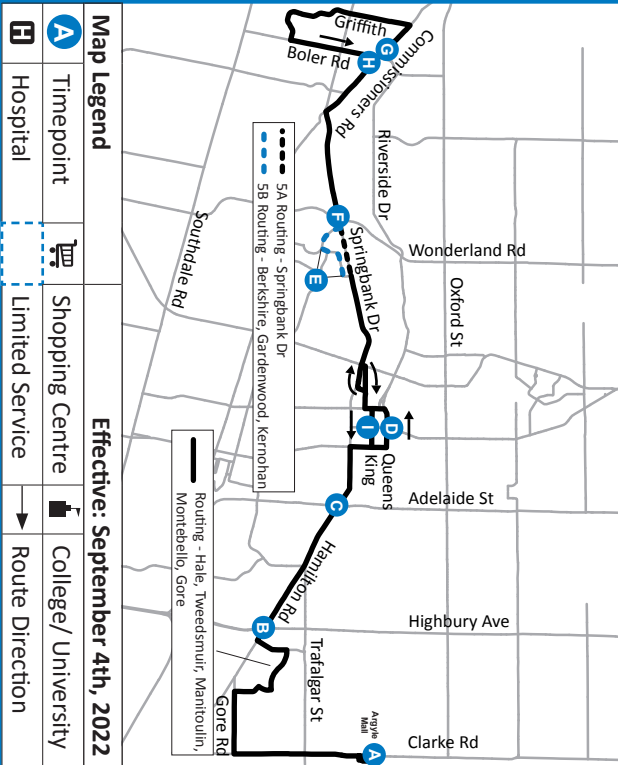 Griffith
Boler Rd
Commissioners Rd
G
H
Riverside Dr
Wonderland Rd
Oxford St
Springbank Dr
F
E
Southdale Rd
5A Routing - Springbank Dr
5B Routing - Berkshire, Gardenwood, Kernohan
D
I
Queens
King
Adelaide St
C
Hamilton Rd
Highbury Ave
B
Trafalgar St
Gore Rd
Argyle
Mall
A
Clarke Rd
Routing - Hale, Tweedsmuir, Manitoulin,
Montebello, Gore
Map Legend
Effective: September 4th, 2022
A Timepoint
Shopping Centre
College/ University
H Hospital
Limited Service
Route Direction